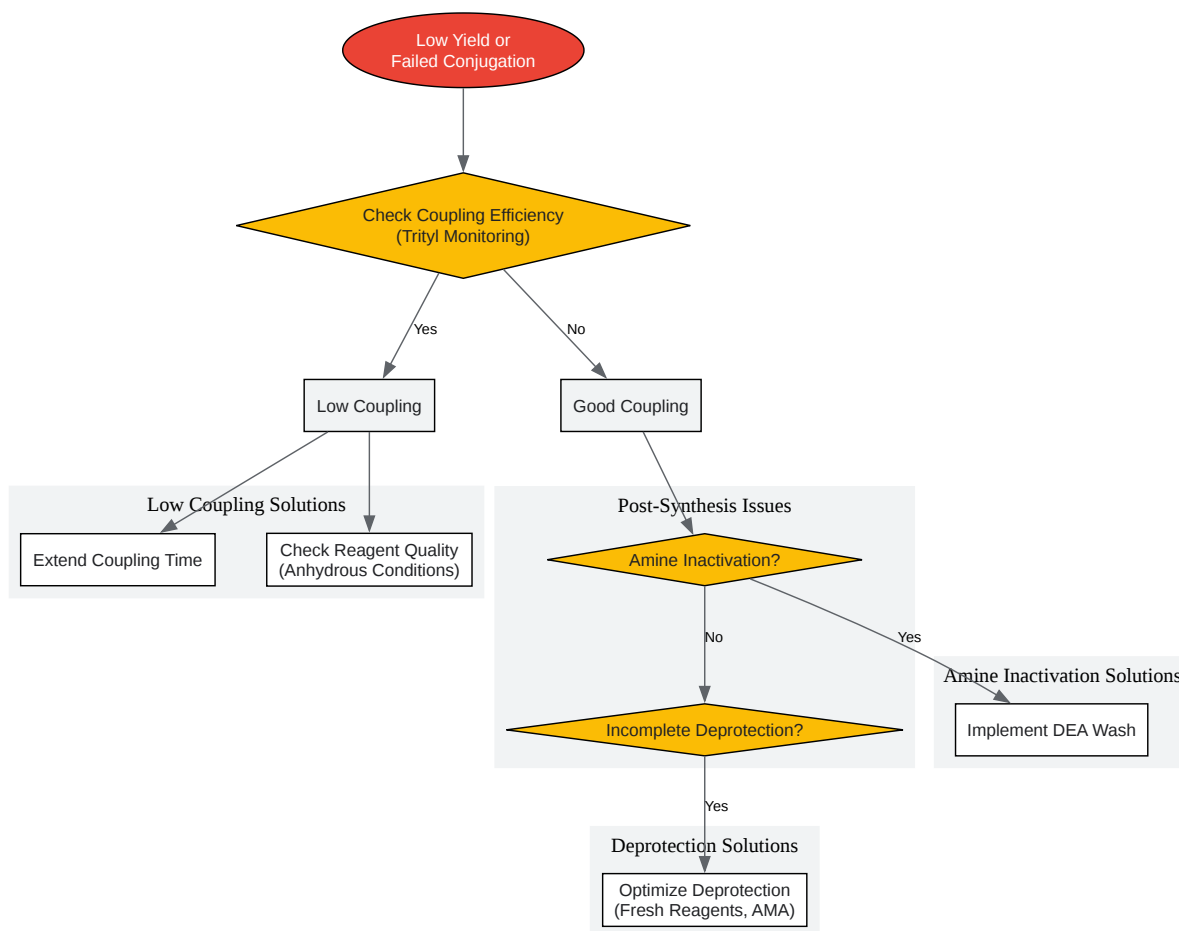 Low Yield or
Failed Conjugation
Check Coupling Efficiency
(Trityl Monitoring)
Yes
No
Low Coupling
Good Coupling
Low Coupling Solutions
Post-Synthesis Issues
Extend Coupling Time
Check Reagent Quality
(Anhydrous Conditions)
Amine Inactivation?
No
Yes
Amine Inactivation Solutions
Incomplete Deprotection?
Implement DEA Wash
Yes
Deprotection Solutions
Optimize Deprotection
(Fresh Reagents, AMA)